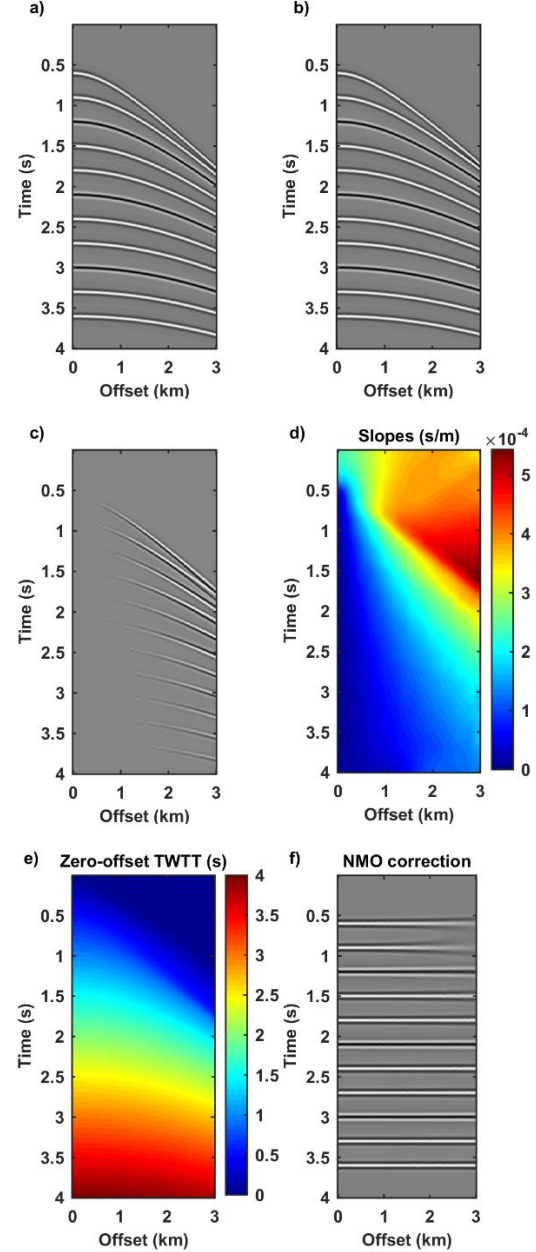 a)
0.5
1
1.5
2
2.5
3
3.5
4
Time (s)
0 1 2 3
Offset (km)
b)
0.5
1
1.5
2
2.5
3
3.5
4
Time (s)
0 1 2 3
Offset (km)
c)
0.5
1
1.5
2
2.5
3
3.5
4
Time (s)
0 1 2 3
Offset (km)
d) Slopes (s/m) ×10⁻⁴
0.5
1
1.5
2
2.5
3
3.5
4
Time (s)
0 1 2 3
Offset (km)
5
4
3
2
1
0
e) Zero-offset TWTT (s)
0.5
1
1.5
2
2.5
3
3.5
4
Time (s)
0 1 2 3
Offset (km)
4
3.5
3
2.5
2
1.5
1
0.5
0
f) NMO correction
0.5
1
1.5
2
2.5
3
3.5
4
Time (s)
0 1 2 3
Offset (km)